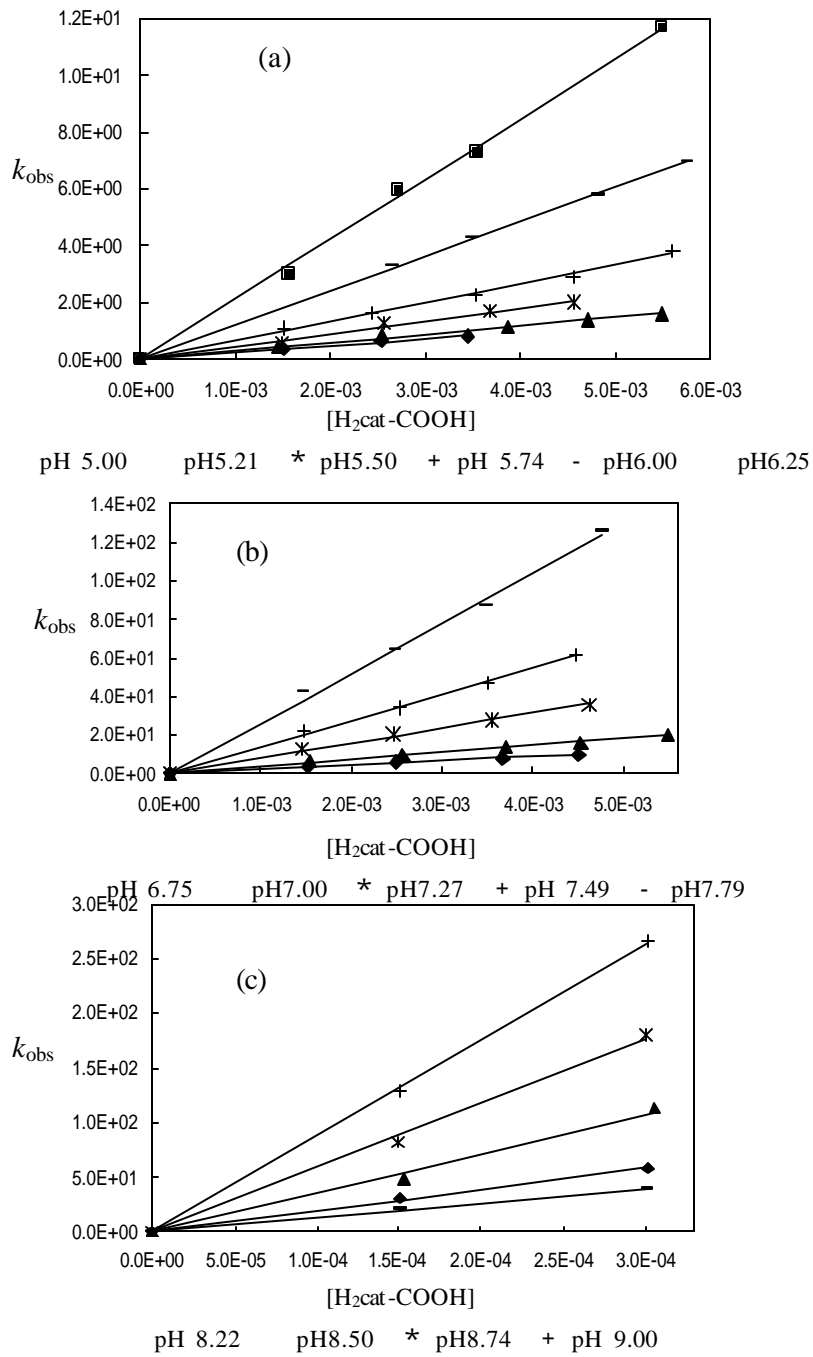 1.2E+01
(a)
1.0E+01
8.0E+00
kobs
6.0E+00
4.0E+00
2.0E+00
0.0E+00
0.0E+00 1.0E-03 2.0E-03 3.0E-03 4.0E-03 5.0E-03 6.0E-03
[H₂cat-COOH]
pH 5.00 pH5.21 * pH5.50 + pH 5.74 - pH6.00 pH6.25
1.4E+02
1.2E+02
(b)
1.0E+02
kobs
8.0E+01
6.0E+01
4.0E+01
2.0E+01
0.0E+00
0.0E+00 1.0E-03 2.0E-03 3.0E-03 4.0E-03 5.0E-03
[H₂cat-COOH]
pH 6.75 pH7.00 * pH7.27 + pH 7.49 - pH7.79
3.0E+02
2.5E+02
(c)
2.0E+02
kobs
1.5E+02
1.0E+02
5.0E+01
0.0E+00
0.0E+00 5.0E-05 1.0E-04 1.5E-04 2.0E-04 2.5E-04 3.0E-04
[H₂cat-COOH]
pH 8.22 pH8.50 * pH8.74 + pH 9.00